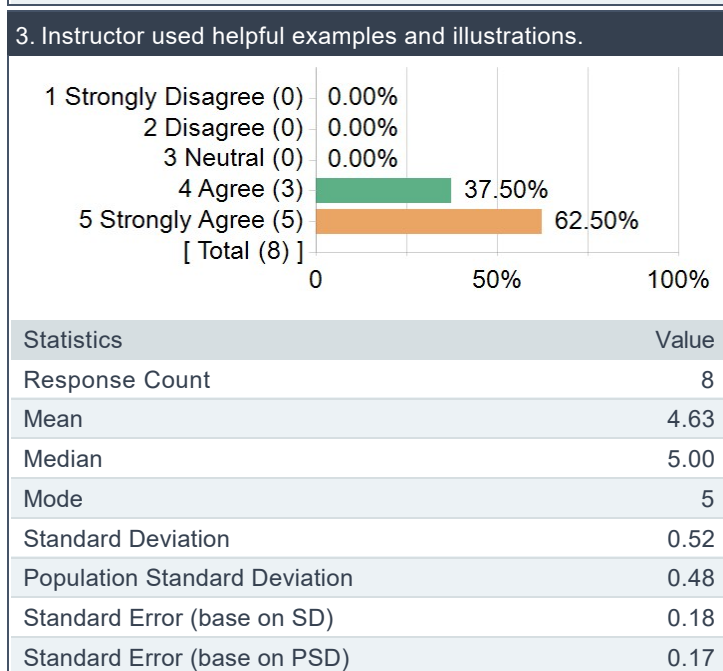 3. Instructor used helpful examples and illustrations.
1 Strongly Disagree (0) 0.00%
2 Disagree (0) 0.00%
3 Neutral (0) 0.00%
4 Agree (3) 37.50%
5 Strongly Agree (5) 62.50%
[ Total (8) ]
0 50% 100%
Statistics Value
Response Count 8
Mean 4.63
Median 5.00
Mode 5
Standard Deviation 0.52
Population Standard Deviation 0.48
Standard Error (base on SD) 0.18
Standard Error (base on PSD) 0.17